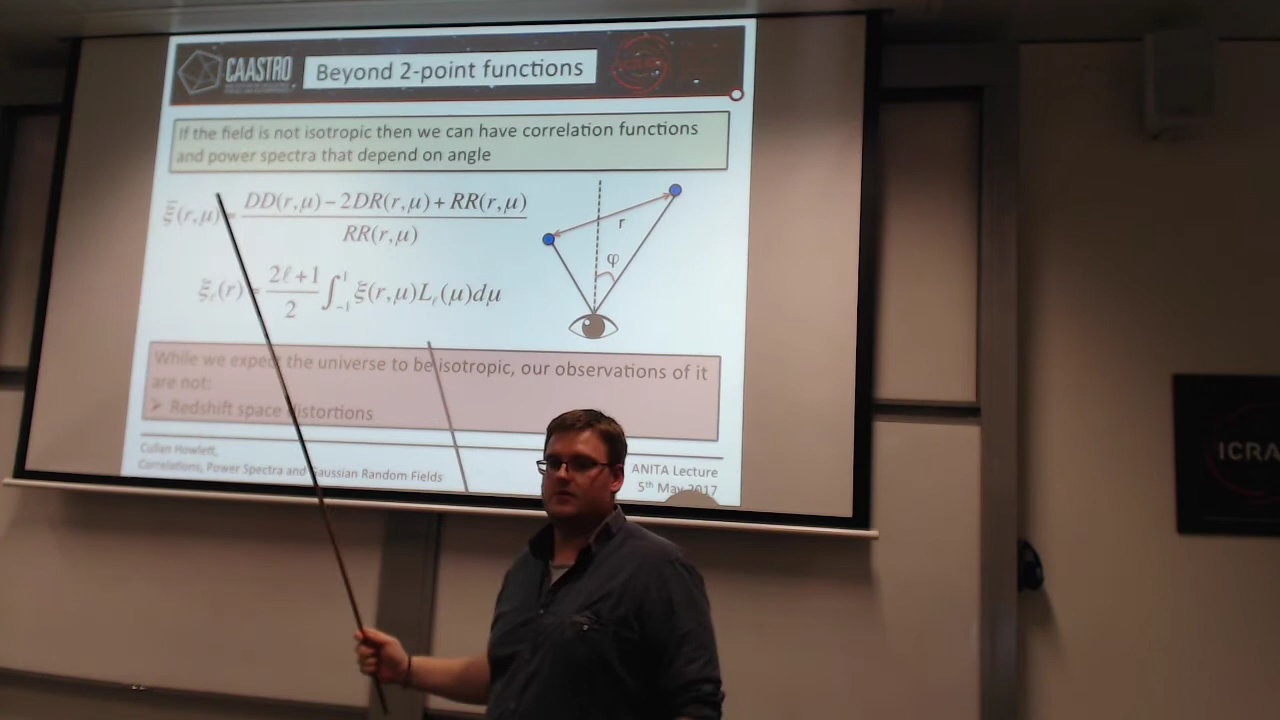 CAASTRO
Beyond 2-point functions
If the field is not isotropic then we can have correlation functions
and power spectra that depend on angle
ξ̄(r,μ) = DD(r,μ) − 2DR(r,μ) + RR(r,μ)
RR(r,μ)
ξ̄ℓ(r) = 2ℓ+1
2
∫₋₁¹ ξ(r,μ)Lℓ(μ)dμ
r
φ
While we expect the universe to be isotropic, our observations of it
are not:
➢ Redshift space distortions
Cullan Howlett,
Correlations, Power Spectra and Gaussian Random Fields
ANITA Lecture
5th May 2017
ICRA